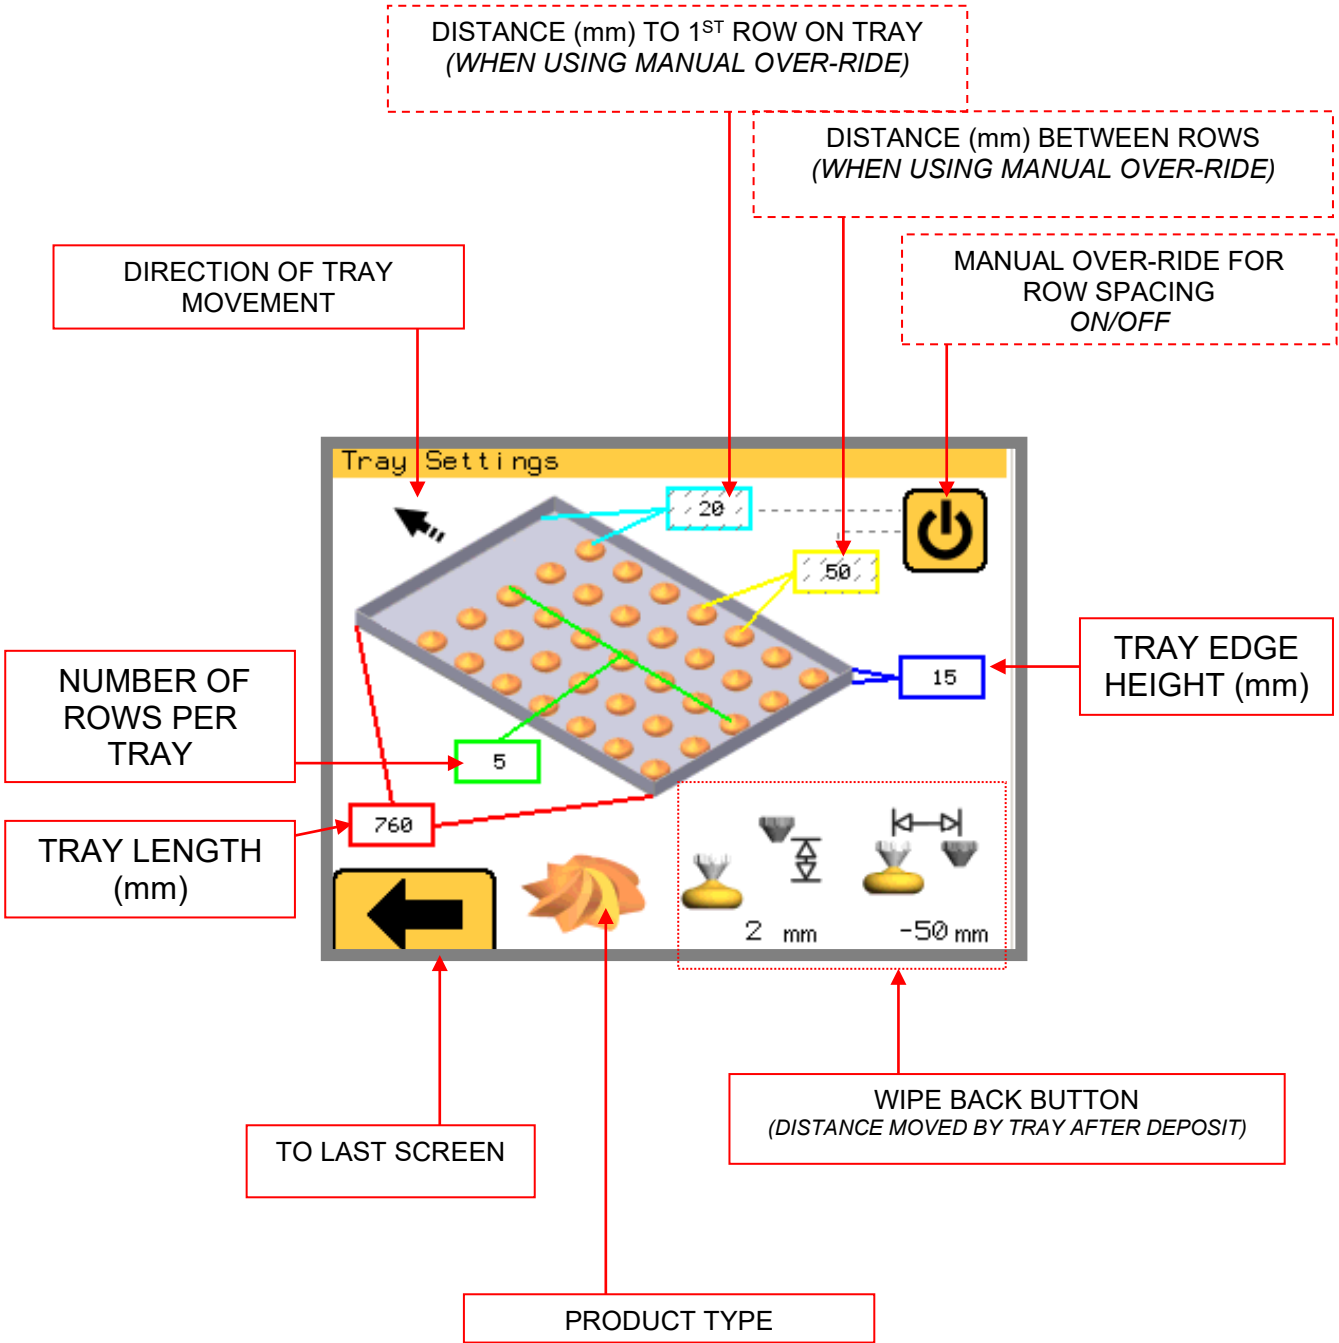 DISTANCE (mm) TO 1ST ROW ON TRAY
(WHEN USING MANUAL OVER-RIDE)
DISTANCE (mm) BETWEEN ROWS
(WHEN USING MANUAL OVER-RIDE)
DIRECTION OF TRAY
MOVEMENT
MANUAL OVER-RIDE FOR
ROW SPACING
ON/OFF
Tray Settings
20
50
TRAY EDGE
HEIGHT (mm)
15
NUMBER OF
ROWS PER
TRAY
5
760
TRAY LENGTH
(mm)
2 mm
-50 mm
WIPE BACK BUTTON
(DISTANCE MOVED BY TRAY AFTER DEPOSIT)
TO LAST SCREEN
PRODUCT TYPE